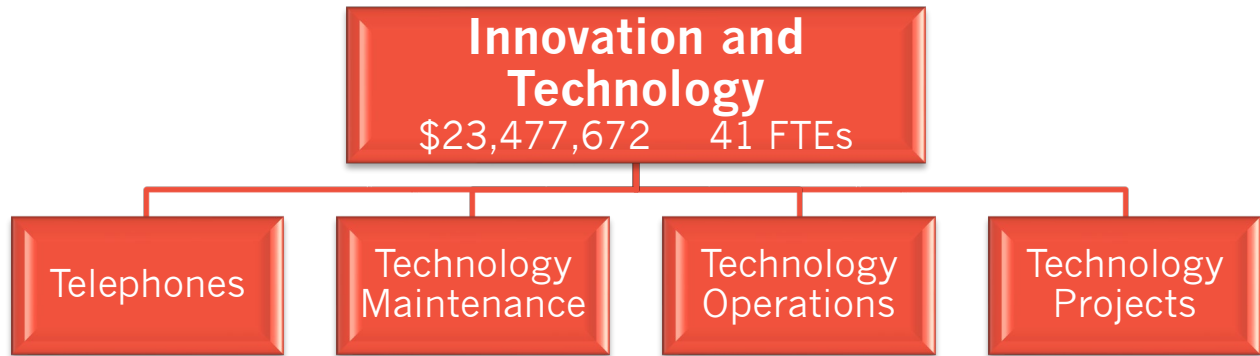 Innovation and
Technology
$23,477,672 41 FTEs
Telephones
Technology
Maintenance
Technology
Operations
Technology
Projects